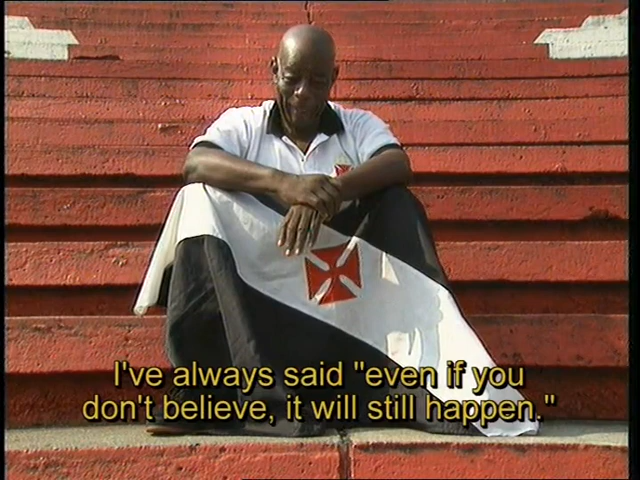 I've always said "even if you
don't believe, it will still happen."